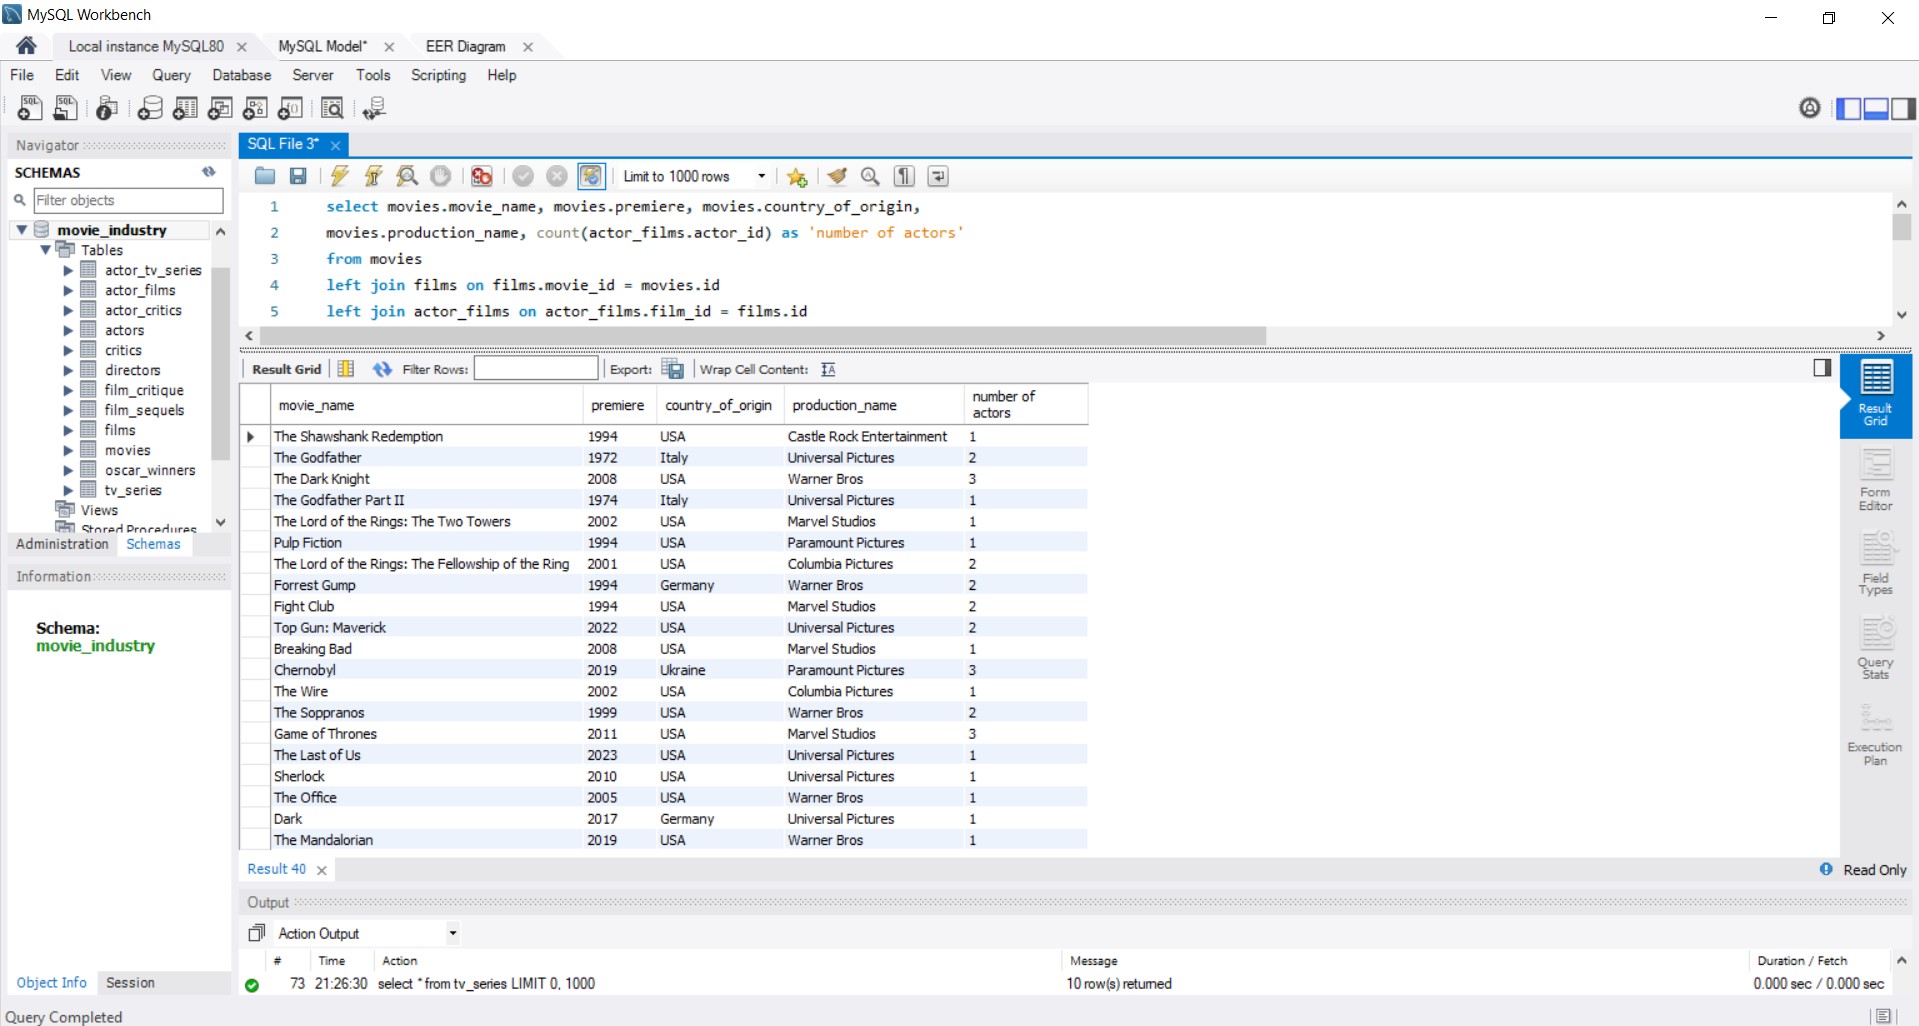 MySQL Workbench
Local instance MySQL80
MySQL Model*
EER Diagram
File Edit View Query Database Server Tools Scripting Help
Navigator
SCHEMAS
Filter objects
movie_industry
Tables
actor_tv_series
actor_films
actor_critics
actors
critics
directors
film_critique
film_sequels
films
movies
oscar_winners
tv_series
Views
Stored Procedures
Administration Schemas
Information
Schema:
movie_industry
Object Info Session
SQL File 3*
Limit to 1000 rows
1 select movies.movie_name, movies.premiere, movies.country_of_origin,
2 movies.production_name, count(actor_films.actor_id) as 'number of actors'
3 from movies
4 left join films on films.movie_id = movies.id
5 left join actor_films on actor_films.film_id = films.id
Result Grid Filter Rows: Export: Wrap Cell Content:
movie_name premiere country_of_origin production_name number of
actors
The Shawshank Redemption 1994 USA Castle Rock Entertainment 1
The Godfather 1972 Italy Universal Pictures 2
The Dark Knight 2008 USA Warner Bros 3
The Godfather Part II 1974 Italy Universal Pictures 1
The Lord of the Rings: The Two Towers 2002 USA Marvel Studios 1
Pulp Fiction 1994 USA Paramount Pictures 1
The Lord of the Rings: The Fellowship of the Ring 2001 USA Columbia Pictures 2
Forrest Gump 1994 Germany Warner Bros 2
Fight Club 1994 USA Marvel Studios 2
Top Gun: Maverick 2022 USA Universal Pictures 2
Breaking Bad 2008 USA Marvel Studios 1
Chernobyl 2019 Ukraine Paramount Pictures 3
The Wire 2002 USA Columbia Pictures 1
The Soppranos 1999 USA Warner Bros 2
Game of Thrones 2011 USA Marvel Studios 3
The Last of Us 2023 USA Universal Pictures 1
Sherlock 2010 USA Universal Pictures 1
The Office 2005 USA Warner Bros 1
Dark 2017 Germany Universal Pictures 1
The Mandalorian 2019 USA Warner Bros 1
Result
Grid
Form
Editor
Field
Types
Query
Stats
Execution
Plan
Result 40
Read Only
Output
Action Output
# Time Action Message Duration / Fetch
73 21:26:30 select * from tv_series LIMIT 0, 1000 10 row(s) returned 0.000 sec / 0.000 sec
Query Completed